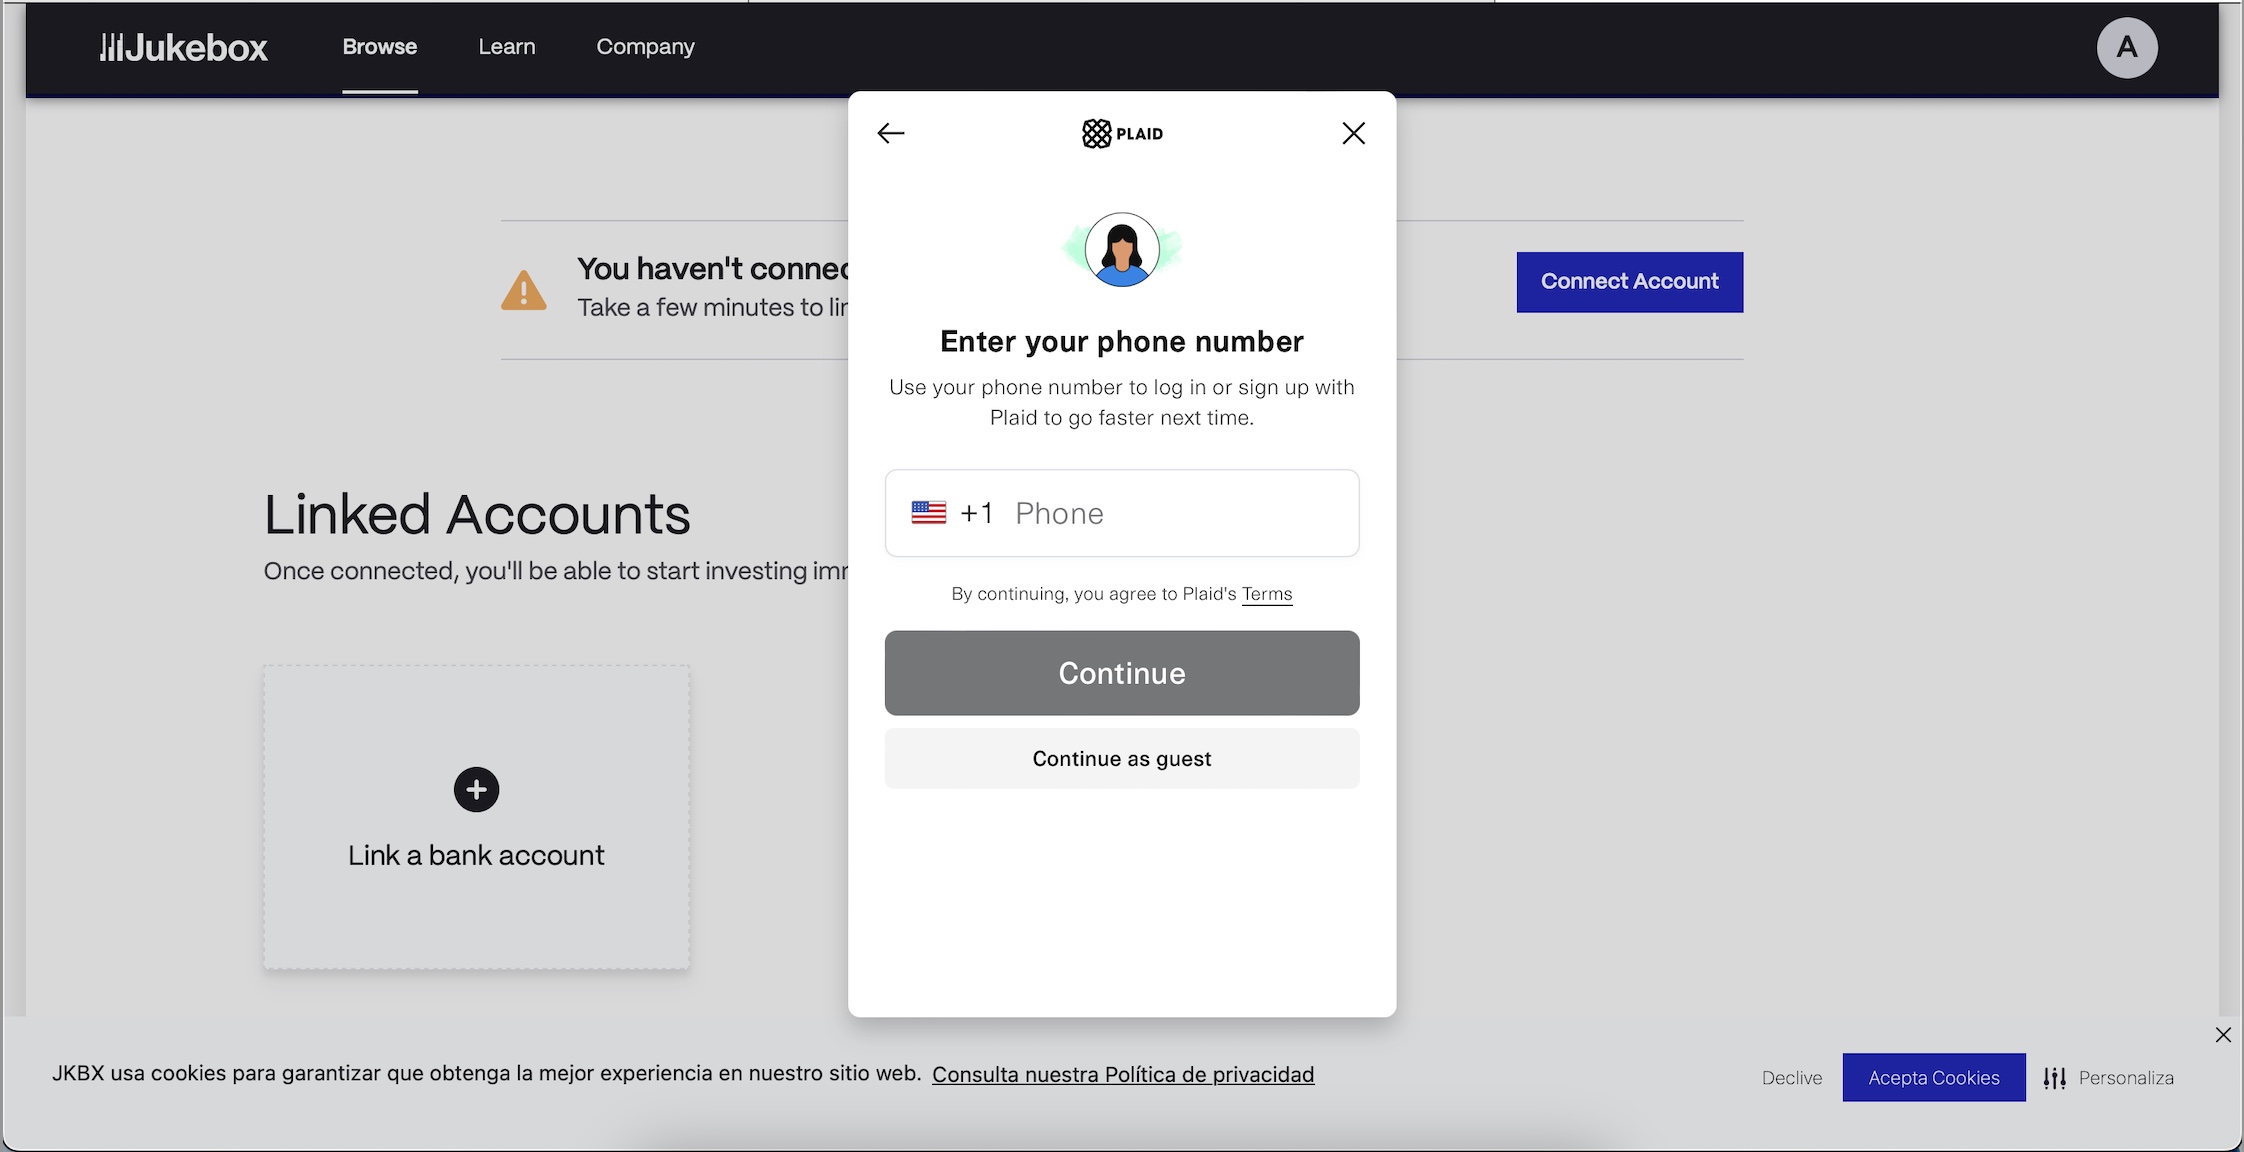 Jukebox
Browse
Learn
Company
A
PLAID
You haven't connec
Take a few minutes to lin
Connect Account
Enter your phone number
Use your phone number to log in or sign up with
Plaid to go faster next time.
+1 Phone
By continuing, you agree to Plaid's Terms
Continue
Continue as guest
Linked Accounts
Once connected, you'll be able to start investing imm
Link a bank account
JKBX usa cookies para garantizar que obtenga la mejor experiencia en nuestro sitio web. Consulta nuestra Política de privacidad
Declive
Acepta Cookies
Personaliza